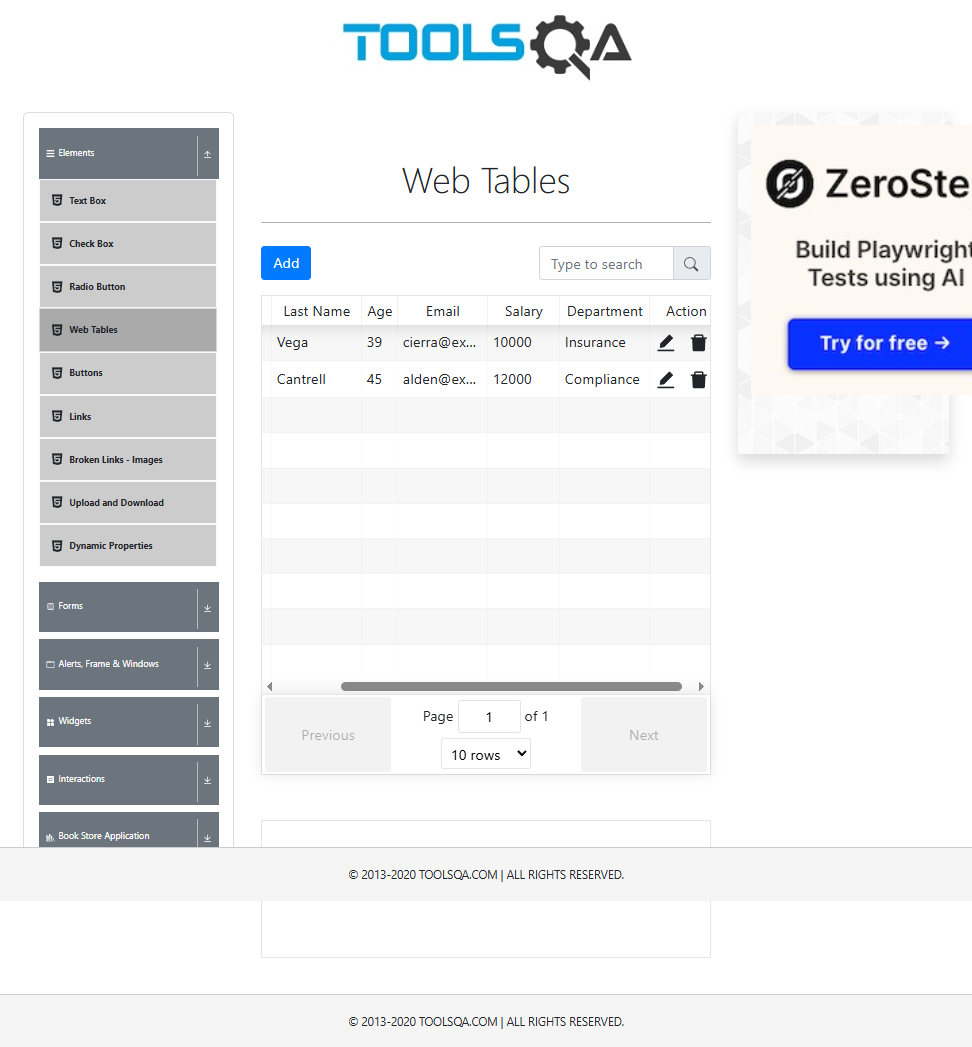 TOOLSQA
Elements
Text Box
Check Box
Radio Button
Web Tables
Buttons
Links
Broken Links - Images
Upload and Download
Dynamic Properties
Forms
Alerts, Frame & Windows
Widgets
Interactions
Book Store Application
Web Tables
Add
Type to search
Last Name Age Email Salary Department Action
Vega 39 cierra@ex... 10000 Insurance
Cantrell 45 alden@ex... 12000 Compliance
Previous
Page 1 of 1
10 rows
Next
ZeroSte
Build Playwright
Tests using AI
Try for free →
© 2013-2020 TOOLSQA.COM | ALL RIGHTS RESERVED.
© 2013-2020 TOOLSQA.COM | ALL RIGHTS RESERVED.